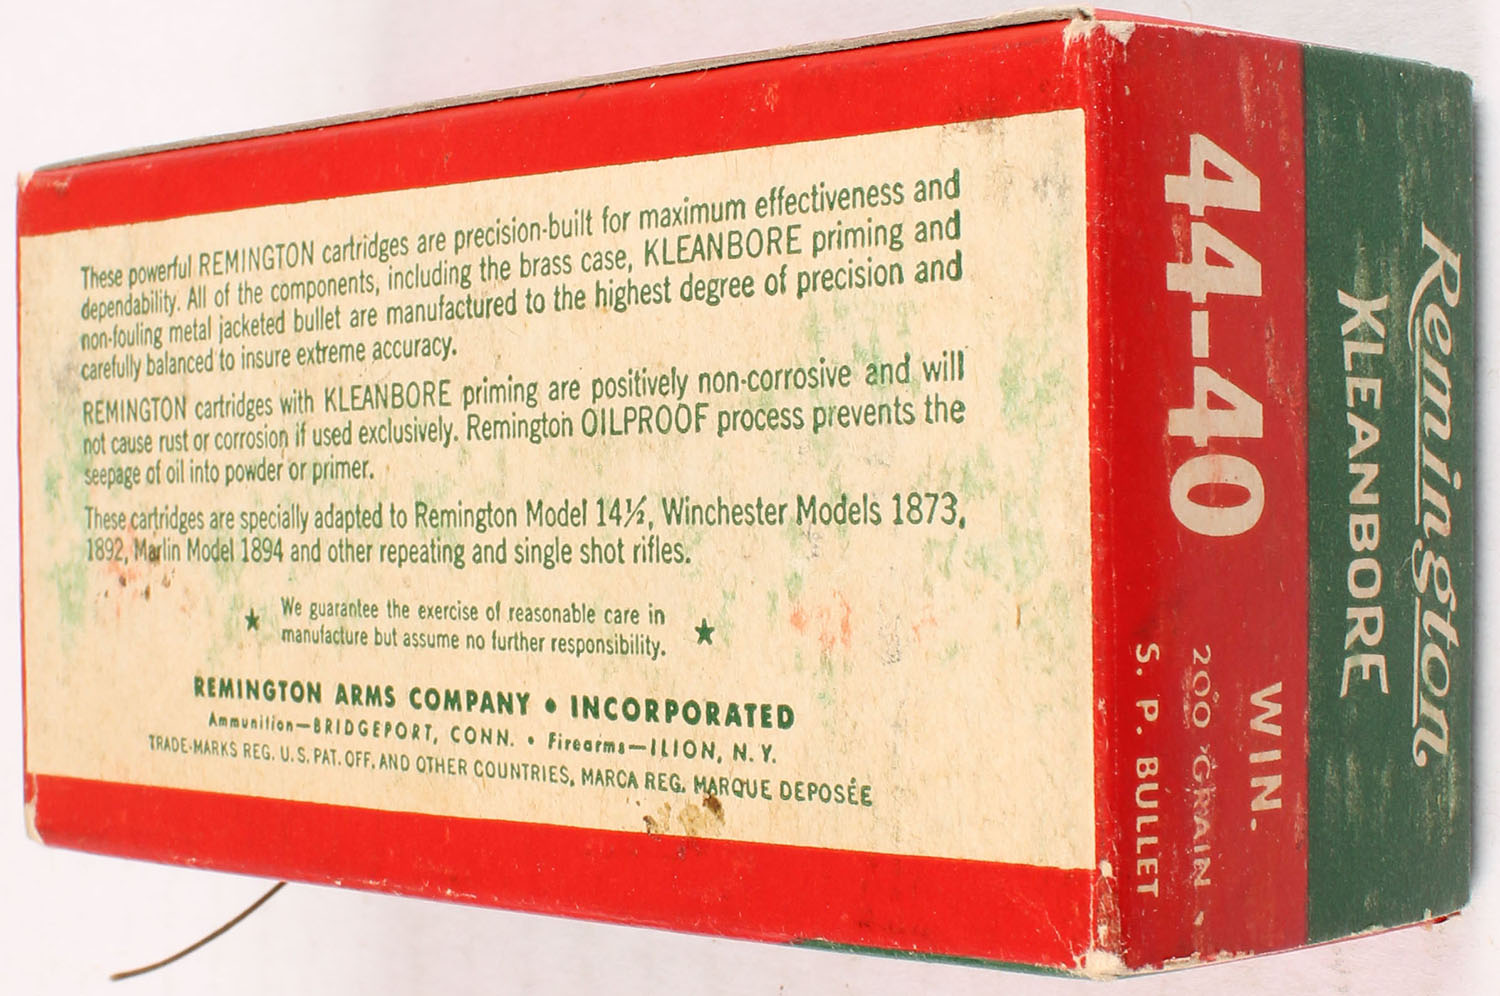 These powerful REMINGTON cartridges are precision-built for maximum effectiveness and
dependability. All of the components, including the brass case, KLEANBORE priming and
non-fouling metal jacketed bullet are manufactured to the highest degree of precision and
carefully balanced to insure extreme accuracy.
REMINGTON cartridges with KLEANBORE priming are positively non-corrosive and will
not cause rust or corrosion if used exclusively. Remington OILPROOF process prevents the
seepage of oil into powder or primer.
These cartridges are specially adapted to Remington Model 14½, Winchester Models 1873,
1892, Marlin Model 1894 and other repeating and single shot rifles.
★ We guarantee the exercise of reasonable care in
manufacture but assume no further responsibility. ★
REMINGTON ARMS COMPANY • INCORPORATED
Ammunition—BRIDGEPORT, CONN. • Firearms—ILION, N.Y.
TRADE-MARKS REG. U.S. PAT. OFF. AND OTHER COUNTRIES, MARCA REG. MARQUE DEPOSÉE
Remington
KLEANBORE
44-40 WIN.
200 GRAIN
S. P. BULLET